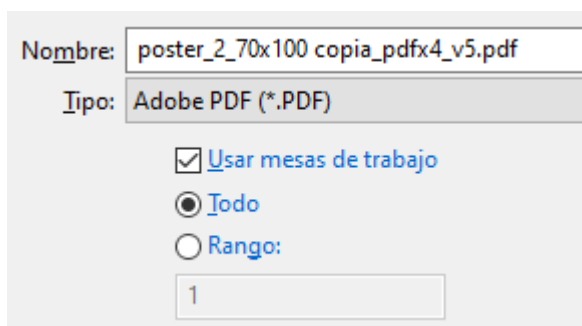 Nombre: poster_2_70x100 copia_pdfx4_v5.pdf
Tipo: Adobe PDF (*.PDF)
Usar mesas de trabajo
Todo
Rango:
1